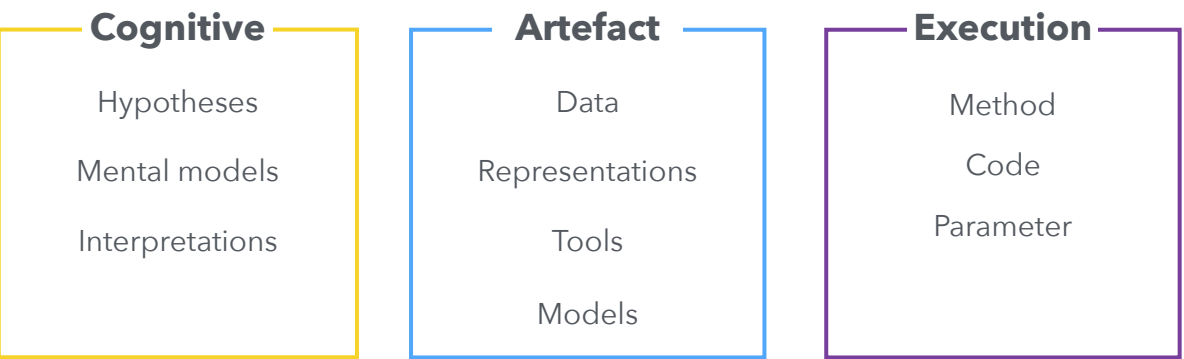 Cognitive
Hypotheses
Mental models
Interpretations
Artefact
Data
Representations
Tools
Models
Execution
Method
Code
Parameter